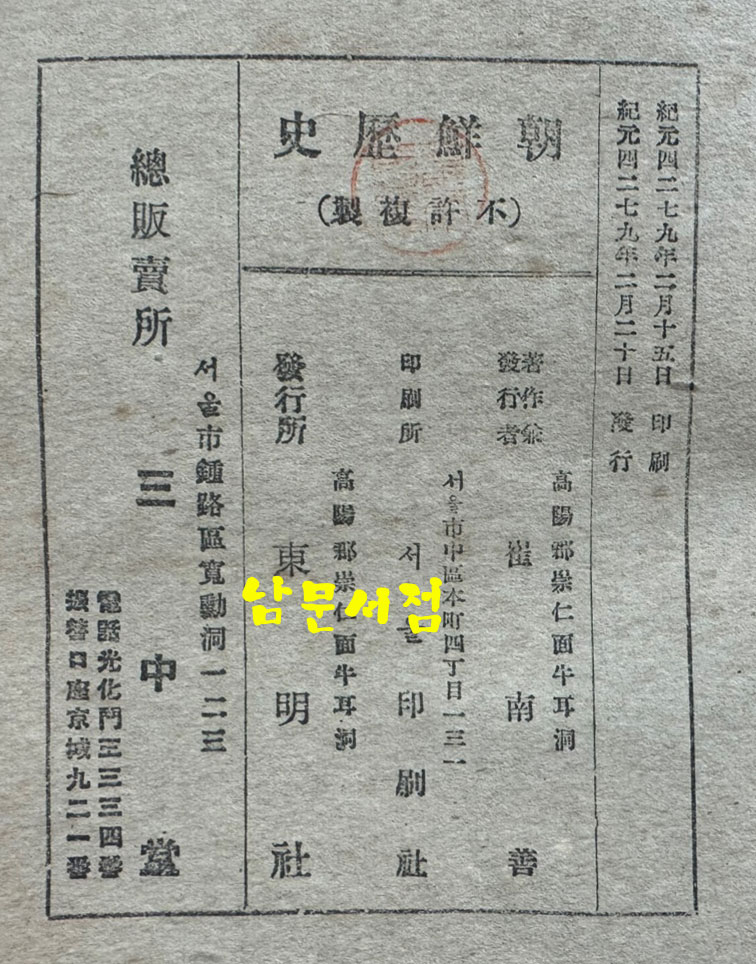 紀元四二七九年二月十五日 印刷
紀元四二七九年二月二十日 發行
朝鮮歷史
(不許複製)
高陽郡崇仁面牛耳洞
著作兼
發行者
崔南善
서울市中區本町四丁目一三一
印刷所
서울印刷社
高陽郡崇仁面牛耳洞
發行所
東明社
서울市鍾路區寬勳洞一二三
總販賣所
三中堂
電話光化門三三三四番
振替口座京城九二一番
남문서점